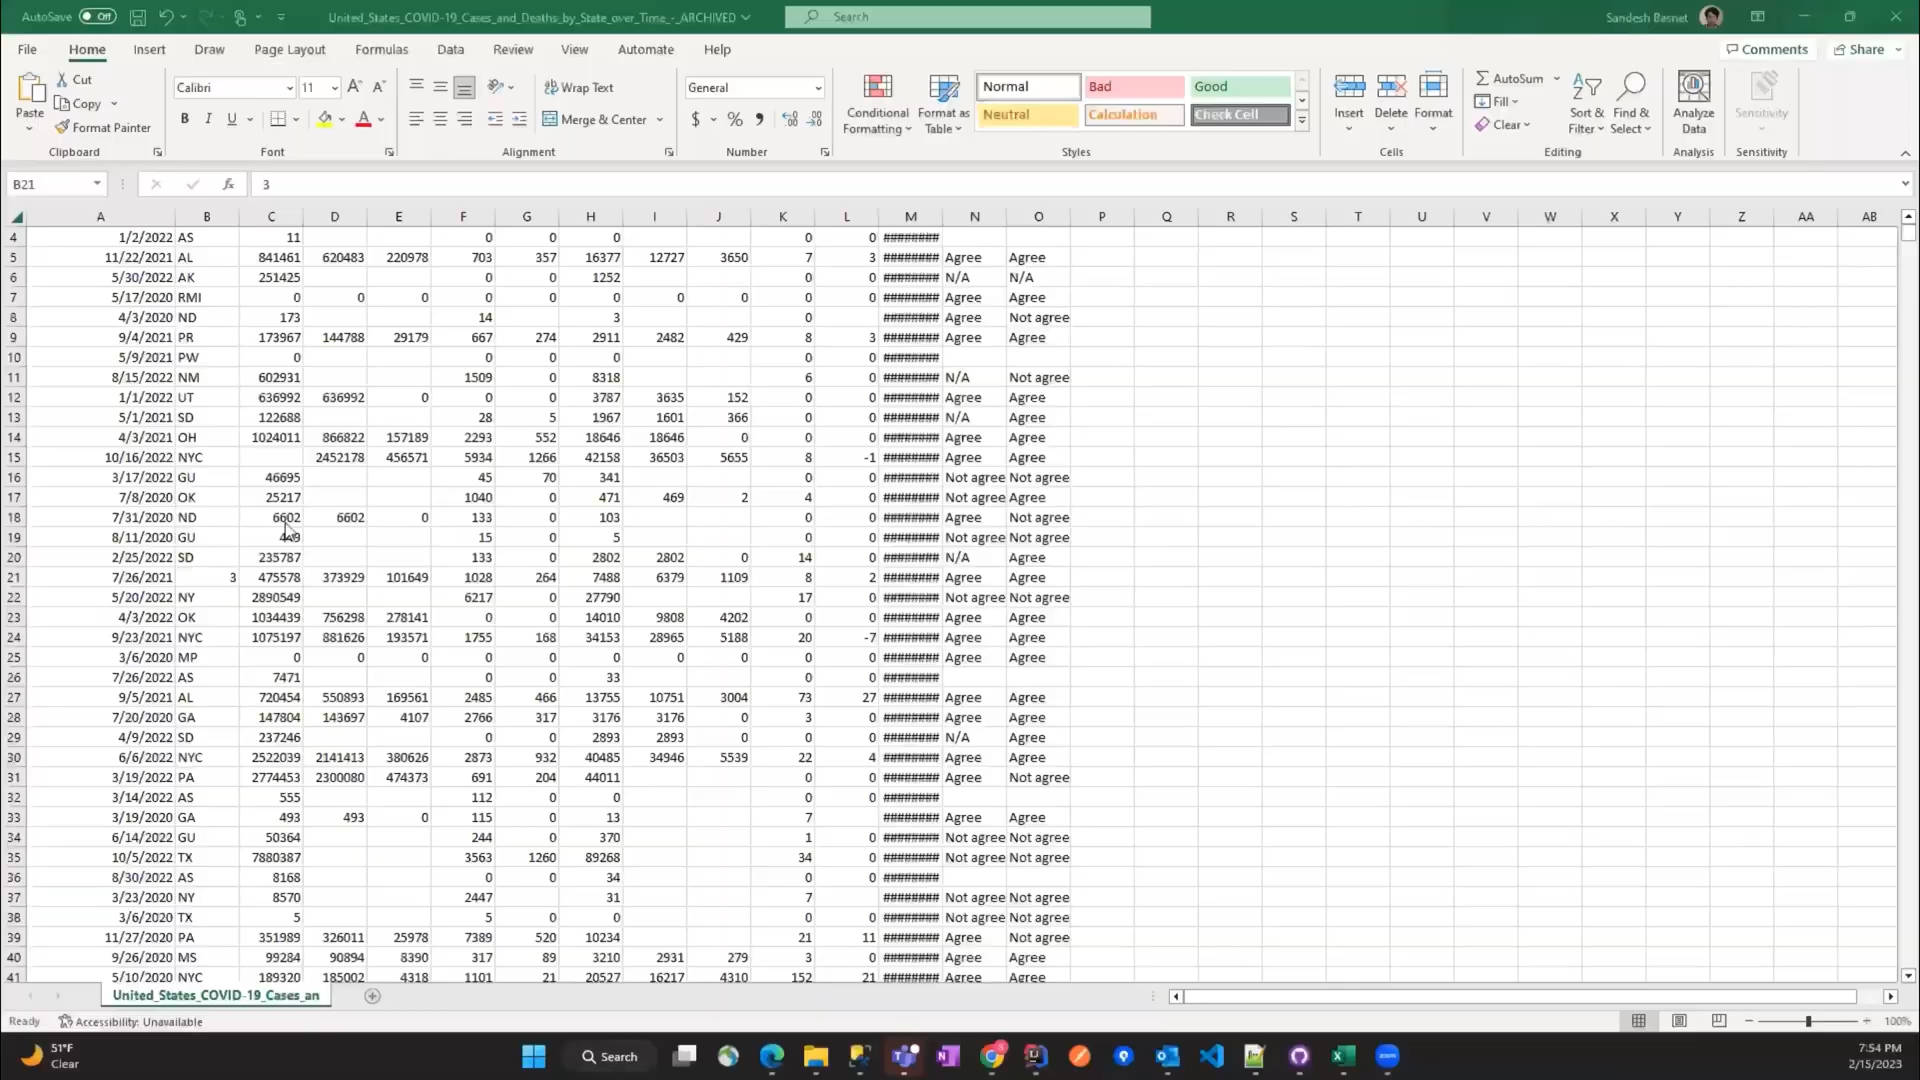 AutoSave Off United_States_COVID-19_Cases_and_Deaths_by_State_over_Time_-_ARCHIVED Search Sandesh Basnet
File Home Insert Draw Page Layout Formulas Data Review View Automate Help Comments Share
Paste Cut Copy Format Painter Clipboard
Calibri 11 B I U Font
Wrap Text Merge & Center Alignment
General $ % Number
Conditional Formatting Format as Table
Normal Bad Good
Neutral Calculation Check Cell
Styles
Insert Delete Format Cells
AutoSum Fill Clear Sort & Filter Find & Select Editing
Analyze Data Analysis
Sensitivity Sensitivity
B21 fx 3
A B C D E F G H I J K L M N O P Q R S T U V W X Y Z AA AB
4 1/2/2022 AS 11 0 0 0 0 0 ########
5 11/22/2021 AL 841461 620483 220978 703 357 16377 12727 3650 7 3 ######## Agree Agree
6 5/30/2022 AK 251425 0 0 1252 0 0 ######## N/A N/A
7 5/17/2020 RMI 0 0 0 0 0 0 0 0 0 0 ######## Agree Agree
8 4/3/2020 ND 173 14 3 0 ######## Agree Not agree
9 9/4/2021 PR 173967 144788 29179 667 274 2911 2482 429 8 3 ######## Agree Agree
10 5/9/2021 PW 0 0 0 0 0 0 ########
11 8/15/2022 NM 602931 1509 0 8318 6 0 ######## N/A Not agree
12 1/1/2022 UT 636992 636992 0 0 0 3787 3635 152 0 0 ######## Agree Agree
13 5/1/2021 SD 122688 28 5 1967 1601 366 0 0 ######## N/A Agree
14 4/3/2021 OH 1024011 866822 157189 2293 552 18646 18646 0 0 0 ######## Agree Agree
15 10/16/2022 NYC 2452178 456571 5934 1266 42158 36503 5655 8 -1 ######## Agree Agree
16 3/17/2022 GU 46695 45 70 341 0 0 ######## Not agree Not agree
17 7/8/2020 OK 25217 1040 0 471 469 2 4 0 ######## Not agree Agree
18 7/31/2020 ND 6602 6602 0 133 0 103 0 0 ######## Agree Not agree
19 8/11/2020 GU 15 0 5 0 0 ######## Not agree Not agree
20 2/25/2022 SD 235787 133 0 2802 2802 0 14 0 ######## N/A Agree
21 7/26/2021 3 475578 373929 101649 1028 264 7488 6379 1109 8 2 ######## Agree Agree
22 5/20/2022 NY 2890549 6217 0 27790 17 0 ######## Not agree Not agree
23 4/3/2022 OK 1034439 756298 278141 0 0 14010 9808 4202 0 0 ######## Agree Agree
24 9/23/2021 NYC 1075197 881626 193571 1755 168 34153 28965 5188 20 -7 ######## Agree Agree
25 3/6/2020 MP 0 0 0 0 0 0 0 0 0 0 ######## Agree Agree
26 7/26/2022 AS 7471 0 0 33 0 0 ########
27 9/5/2021 AL 720454 550893 169561 2485 466 13755 10751 3004 73 27 ######## Agree Agree
28 7/20/2020 GA 147804 143697 4107 2766 317 3176 3176 0 3 0 ######## Agree Agree
29 4/9/2022 SD 237246 0 0 2893 2893 0 0 0 ######## N/A Agree
30 6/6/2022 NYC 2522039 2141413 380626 2873 932 40485 34946 5539 22 4 ######## Agree Agree
31 3/19/2022 PA 2774453 2300080 474373 691 204 44011 0 0 ######## Agree Not agree
32 3/14/2022 AS 555 112 0 0 0 0 ########
33 3/19/2020 GA 493 493 0 115 0 13 7 ######## Agree Agree
34 6/14/2022 GU 50364 244 0 370 1 0 ######## Not agree Not agree
35 10/5/2022 TX 7880387 3563 1260 89268 34 0 ######## Not agree Not agree
36 8/30/2022 AS 8168 0 0 34 0 0 ########
37 3/23/2020 NY 8570 2447 31 7 ######## Not agree Not agree
38 3/6/2020 TX 5 5 0 0 0 0 ######## Not agree Not agree
39 11/27/2020 PA 351989 326011 25978 7389 520 10234 21 11 ######## Agree Not agree
40 9/26/2020 MS 99284 90894 8390 317 89 3210 2931 279 3 0 ######## Agree Agree
41 5/10/2020 NYC 189320 185002 4318 1101 21 20527 16217 4310 152 21 ######## Agree Agree
United_States_COVID-19_Cases_an
Ready Accessibility: Unavailable 100%
51°F Clear Search zoom 7:54 PM
2/15/2023